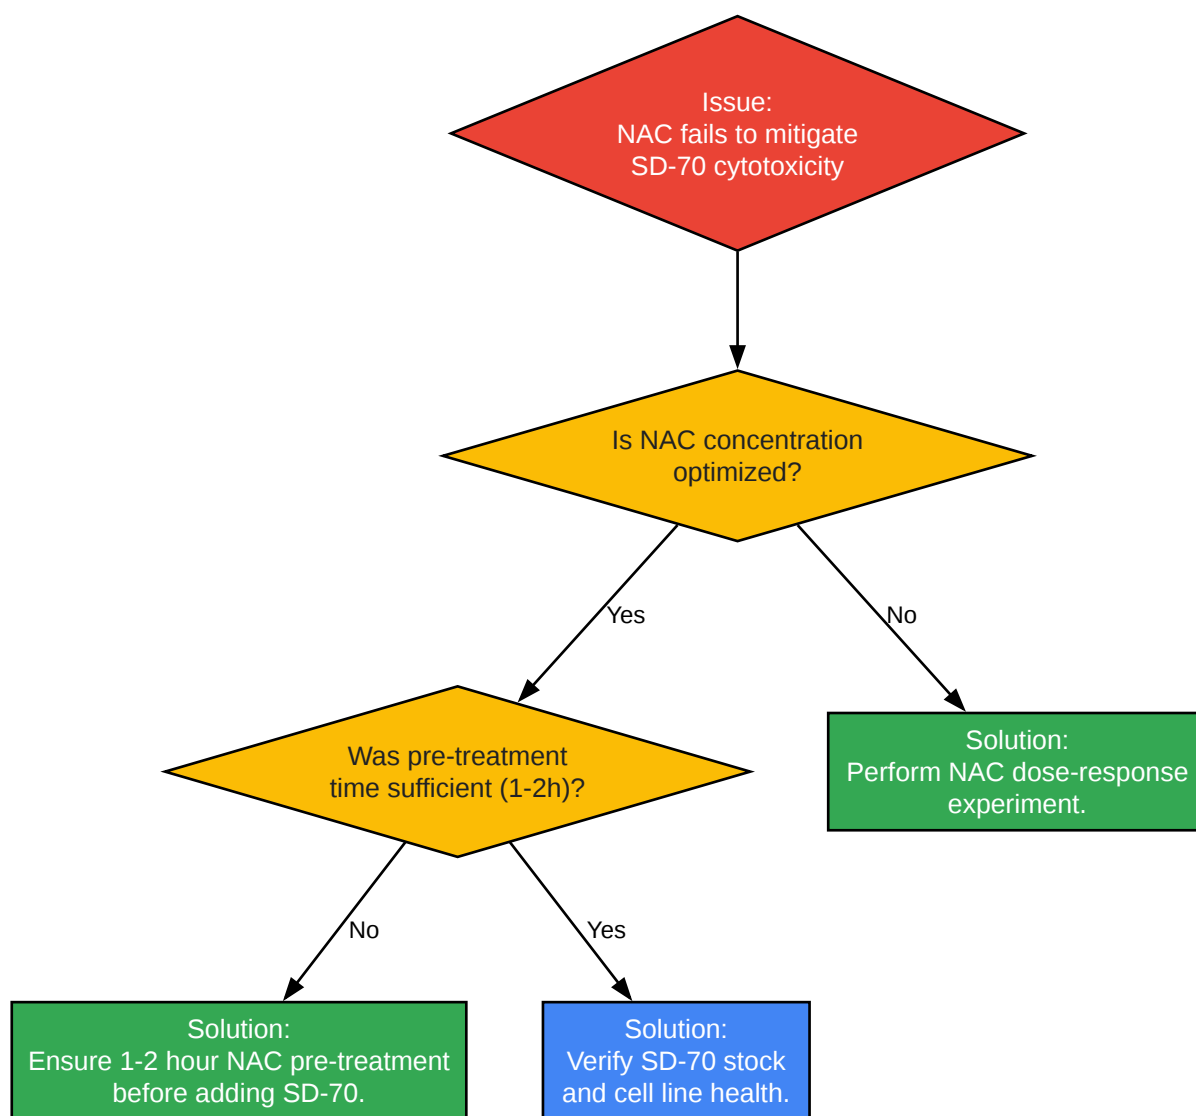 Issue:
NAC fails to mitigate
SD-70 cytotoxicity
Is NAC concentration
optimized?
Yes
No
Was pre-treatment
time sufficient (1-2h)?
Solution:
Perform NAC dose-response
experiment.
No
Yes
Solution:
Ensure 1-2 hour NAC pre-treatment
before adding SD-70.
Solution:
Verify SD-70 stock
and cell line health.